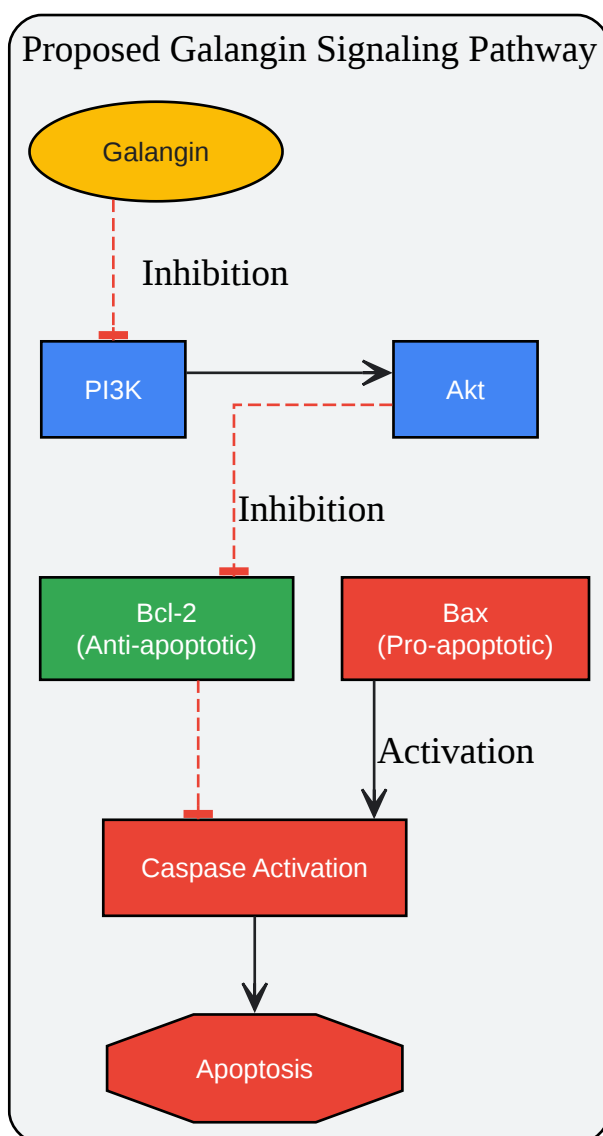 Proposed Galangin Signaling Pathway
Galangin
Inhibition
PI3K
Akt
Inhibition
Bcl-2
(Anti-apoptotic)
Bax
(Pro-apoptotic)
Activation
Caspase Activation
Apoptosis